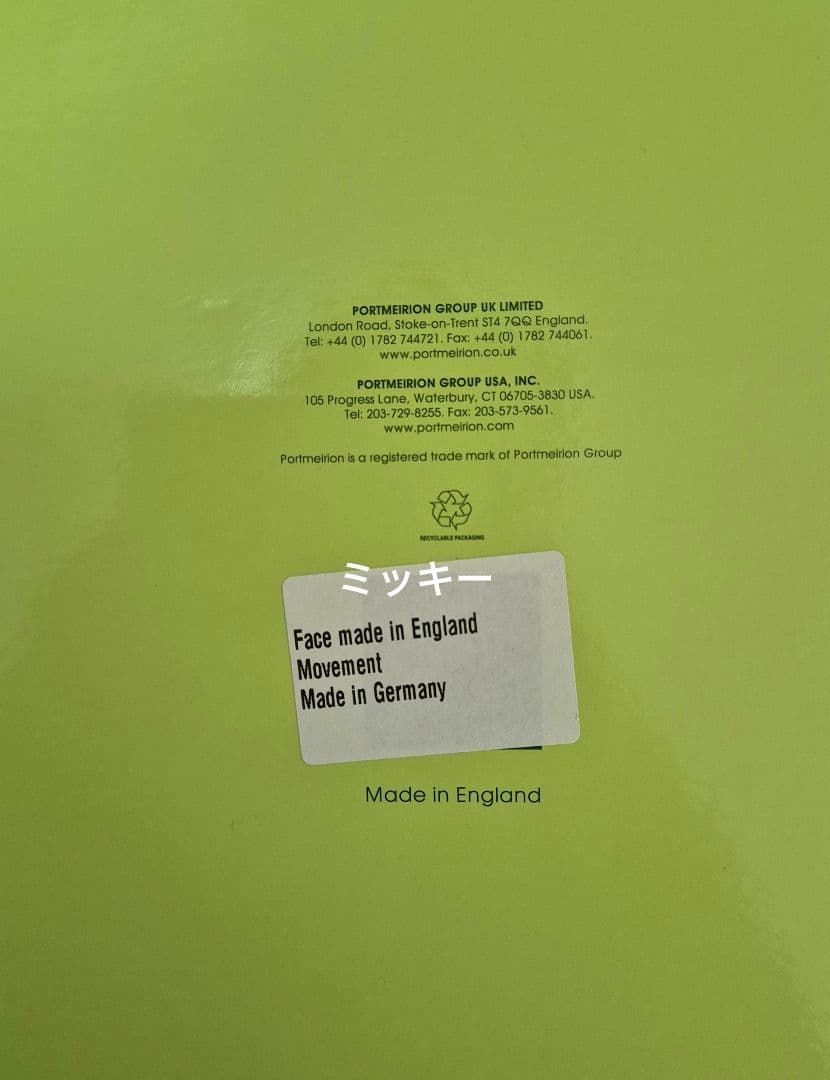 PORTMEIRION GROUP UK LIMITED
London Road, Stoke-on-Trent ST4 7QQ England.
Tel: +44 (0) 1782 744721. Fax: +44 (0) 1782 744061.
www.portmeirion.co.uk
PORTMEIRION GROUP USA, INC.
105 Progress Lane, Waterbury, CT 06705-3830 USA.
Tel: 203-729-8255. Fax: 203-573-9561.
www.portmeirion.com
Portmeirion is a registered trade mark of Portmeirion Group
RECYCLABLE PACKAGING
ミッキー
Face made in England
Movement
Made in Germany
Made in England